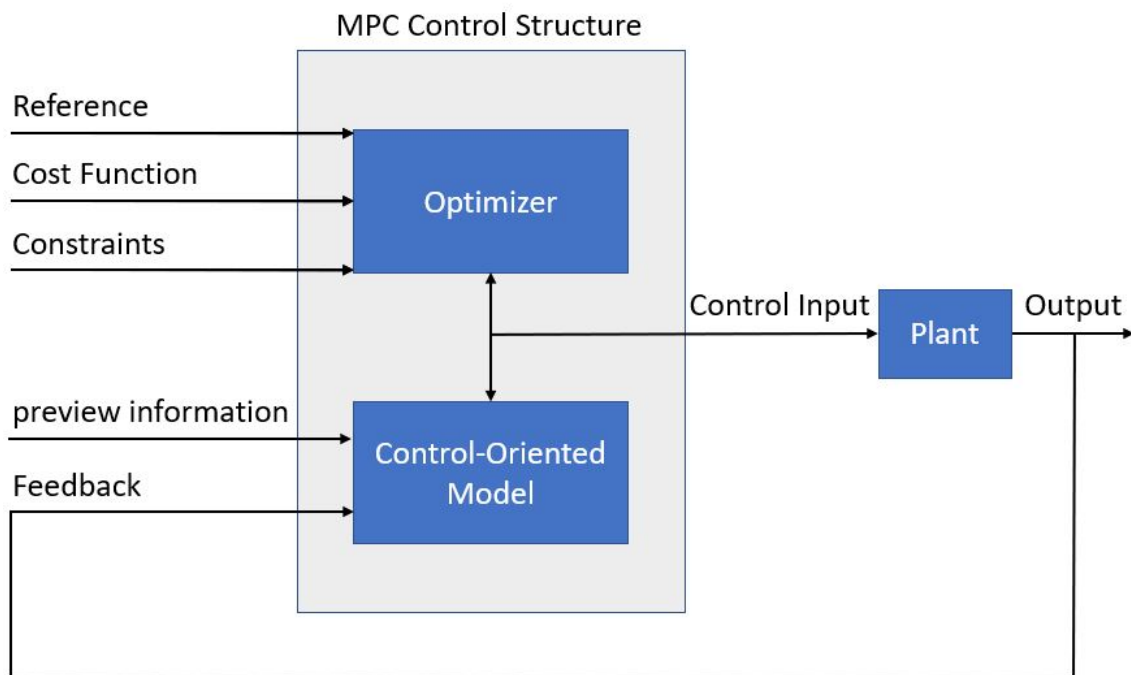 MPC Control Structure
Reference
Cost Function
Optimizer
Constraints
Control Input
Plant
Output
preview information
Control-Oriented
Model
Feedback